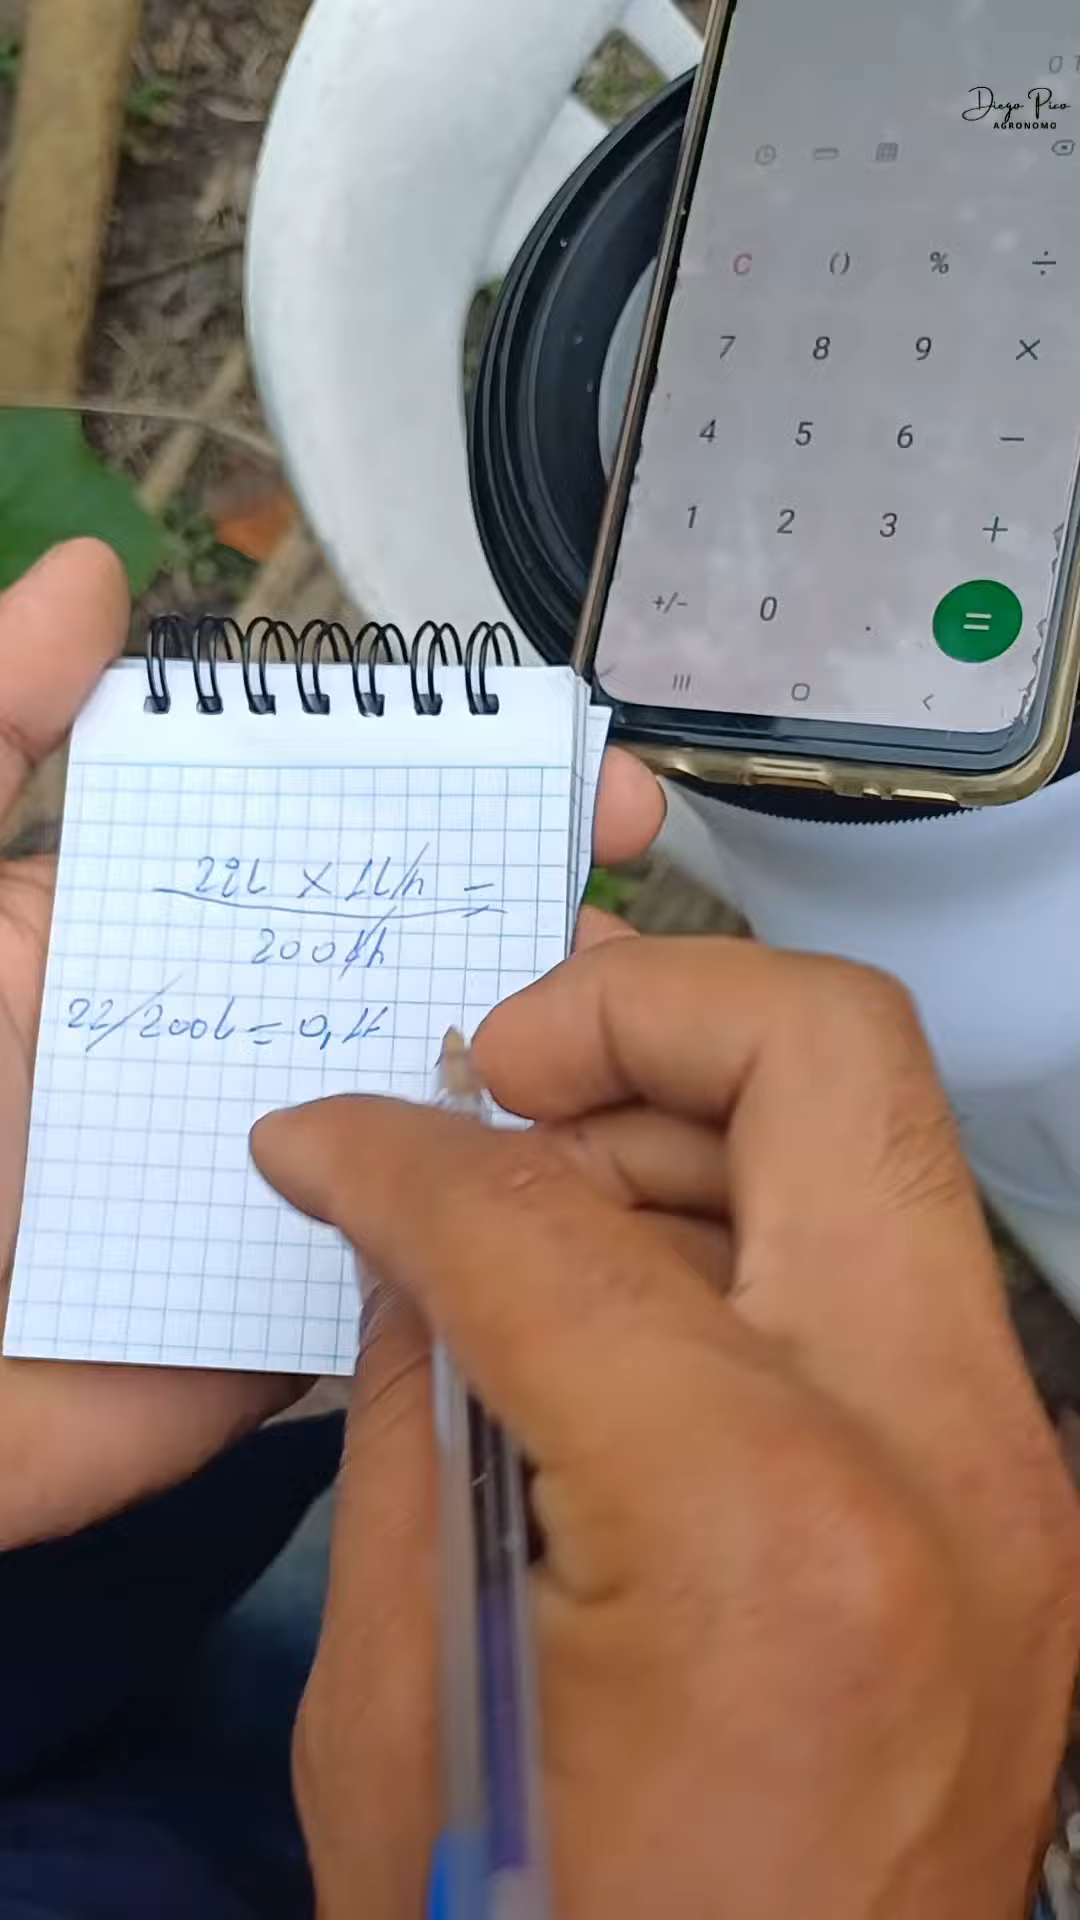 Diego Pico
AGRONOMO
C () % ÷
7 8 9 ×
4 5 6 −
1 2 3 +
+/- 0 . =
22L X 1L/h =
200L/h
22/200L = 0,11